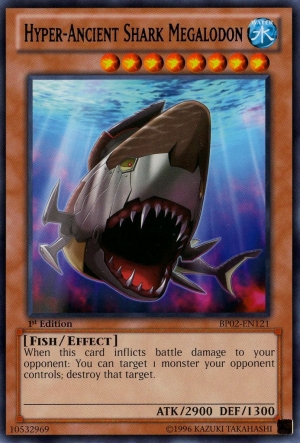 HYPER-ANCIENT SHARK MEGALODON
WATER
水
1st Edition
BP02-EN121
[FISH / EFFECT]
When this card inflicts battle damage to your
opponent: You can target 1 monster your opponent
controls; destroy that target.
ATK/2900 DEF/1300
10532969
©1996 KAZUKI TAKAHASHI